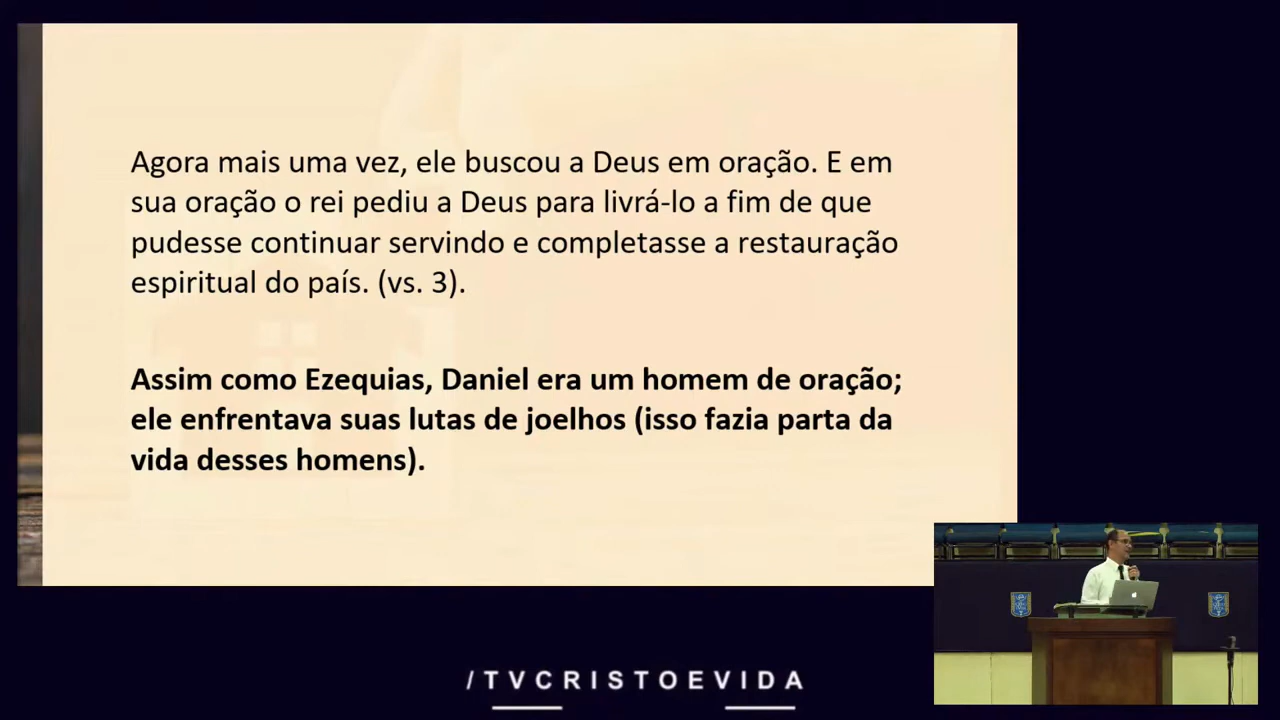 Agora mais uma vez, ele buscou a Deus em oração. E em
sua oração o rei pediu a Deus para livrá-lo a fim de que
pudesse continuar servindo e completasse a restauração
espiritual do país. (vs. 3).
Assim como Ezequias, Daniel era um homem de oração;
ele enfrentava suas lutas de joelhos (isso fazia parta da
vida desses homens).
/TVCRISTOEVIDA